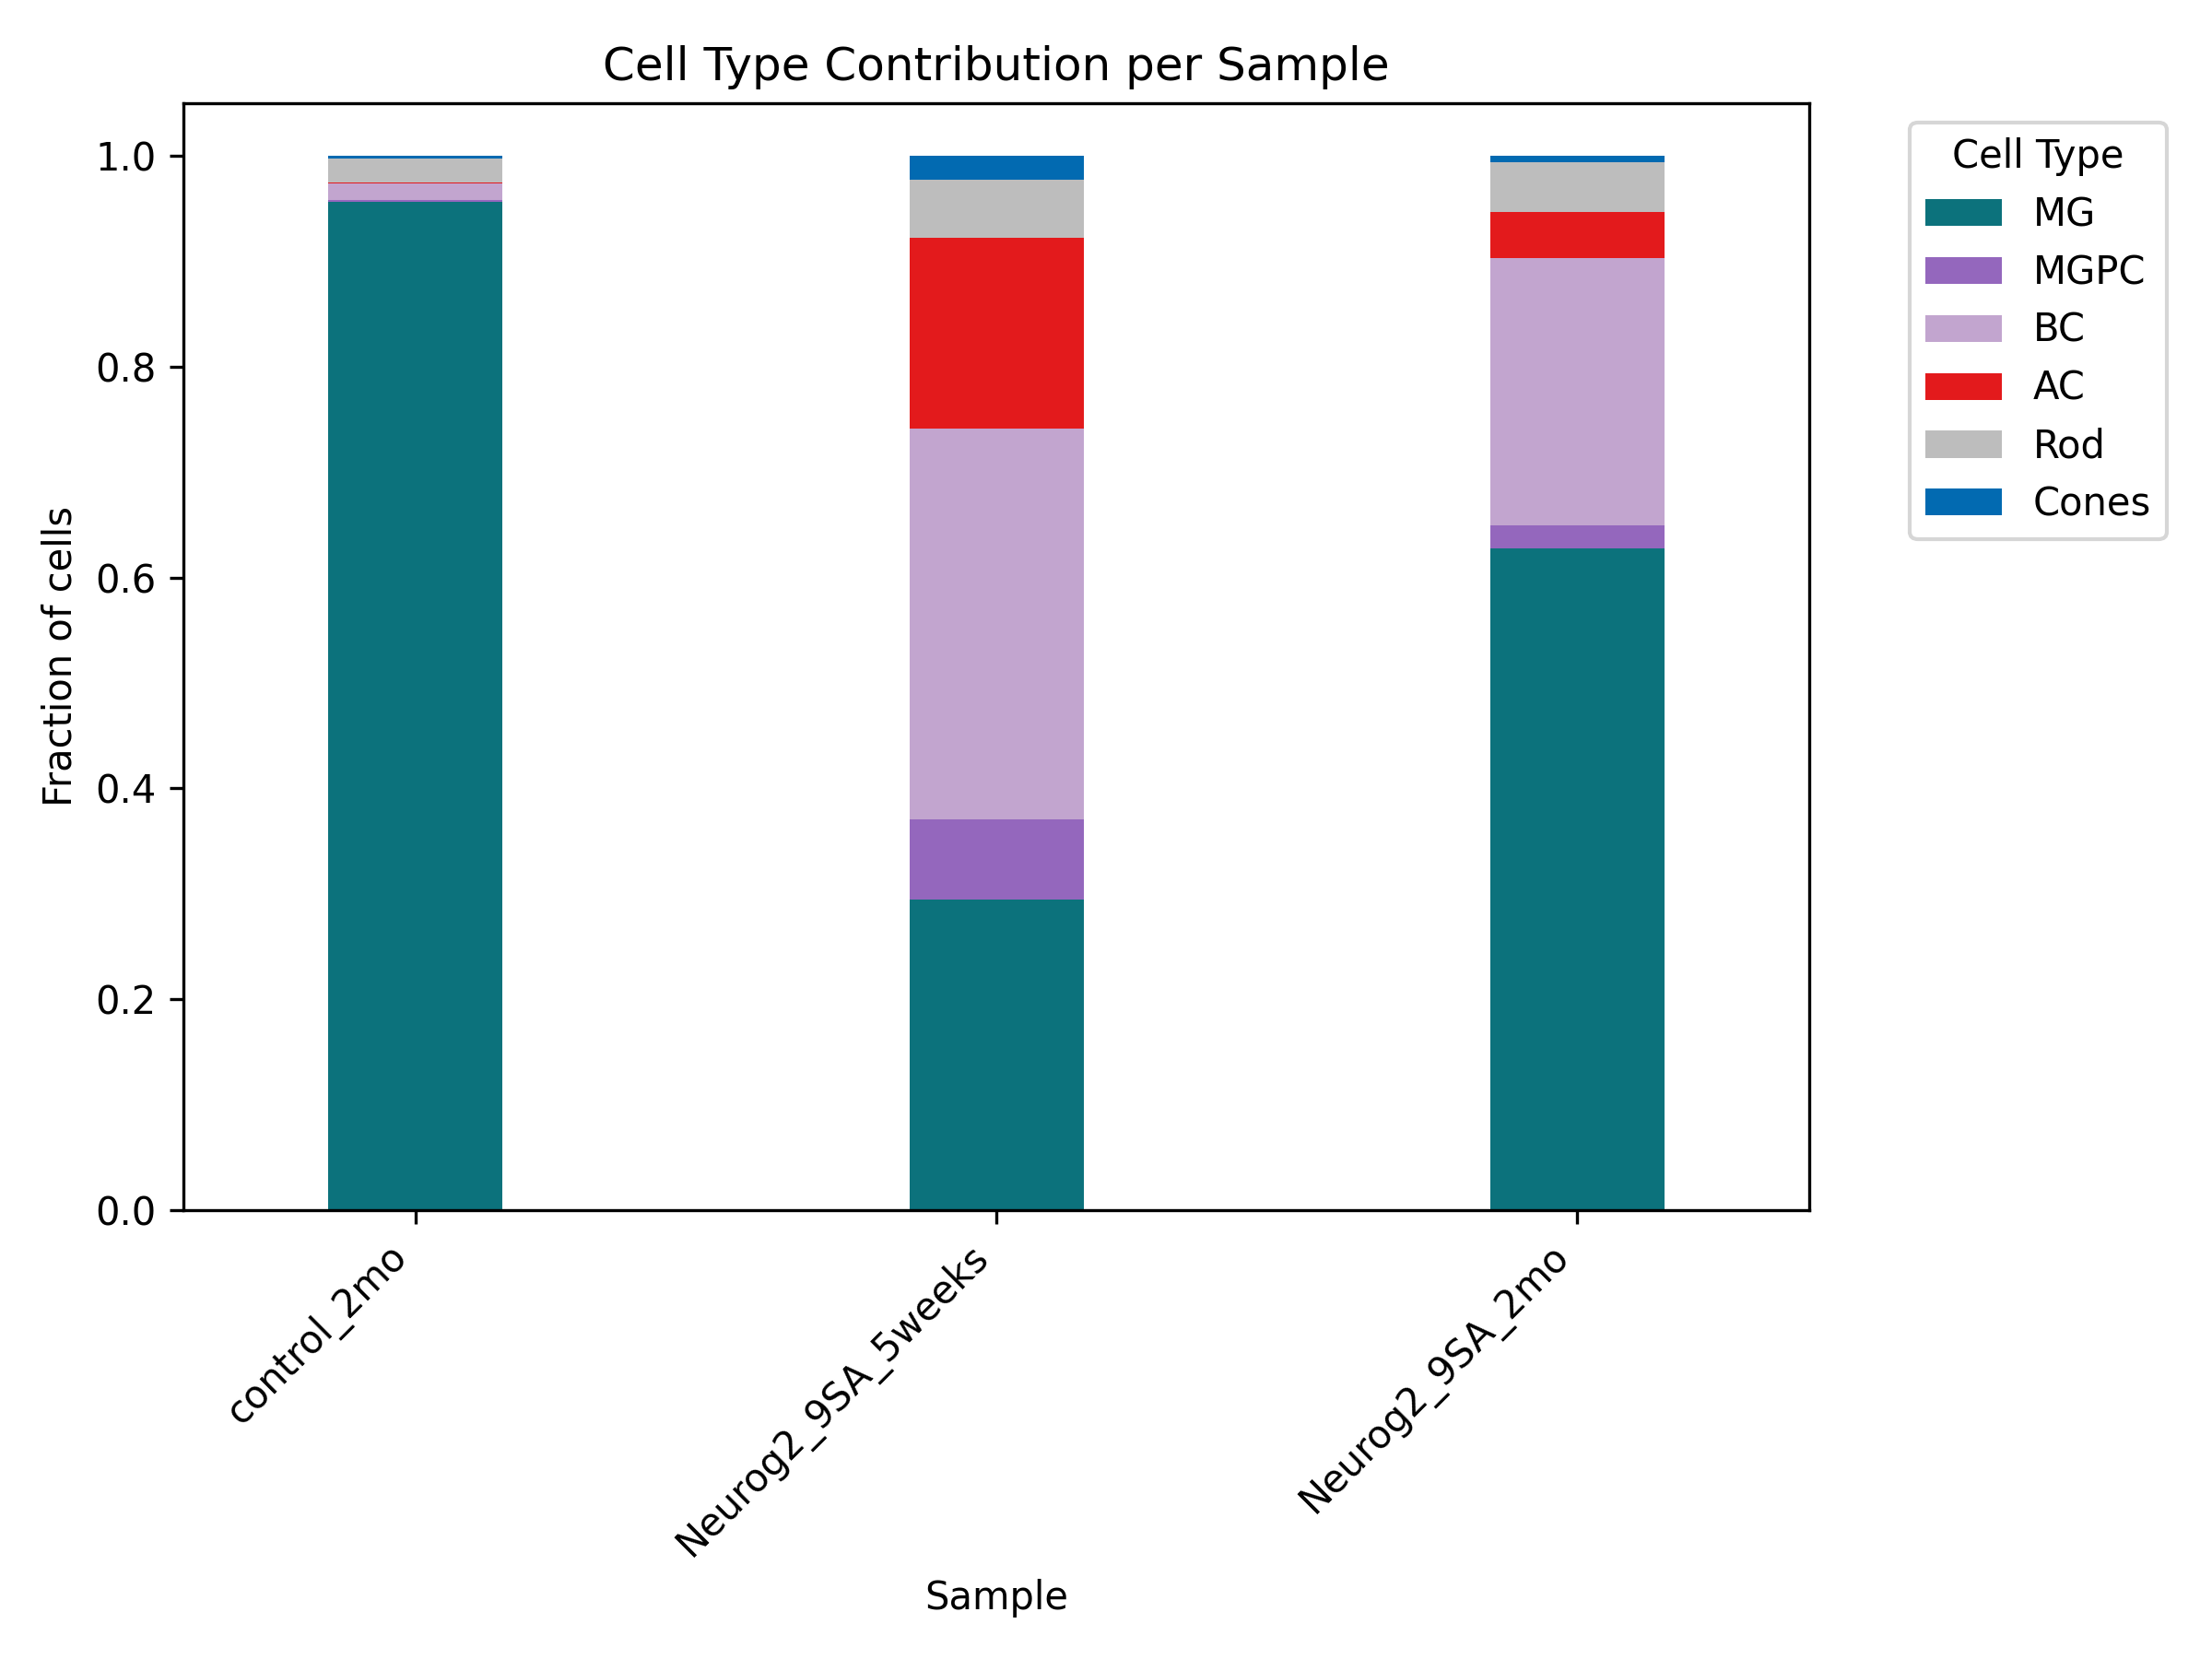 Cell Type Contribution per Sample
Fraction of cells
1.0
0.8
0.6
0.4
0.2
0.0
control_2mo
Neurog2_9SA_5weeks
Neurog2_9SA_2mo
Sample
Cell Type
MG
MGPC
BC
AC
Rod
Cones